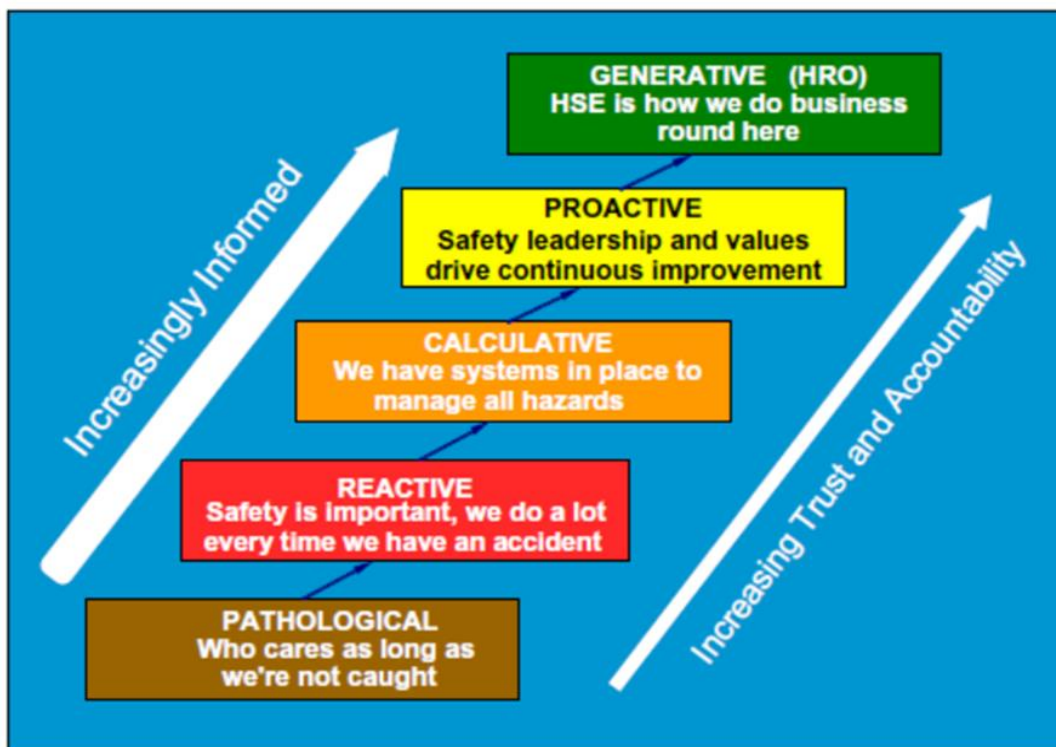 GENERATIVE (HRO)
HSE is how we do business
round here
PROACTIVE
Safety leadership and values
drive continuous improvement
CALCULATIVE
We have systems in place to
manage all hazards
REACTIVE
Safety is important, we do a lot
every time we have an accident
PATHOLOGICAL
Who cares as long as
we're not caught
Increasingly Informed
Increasing Trust and Accountability